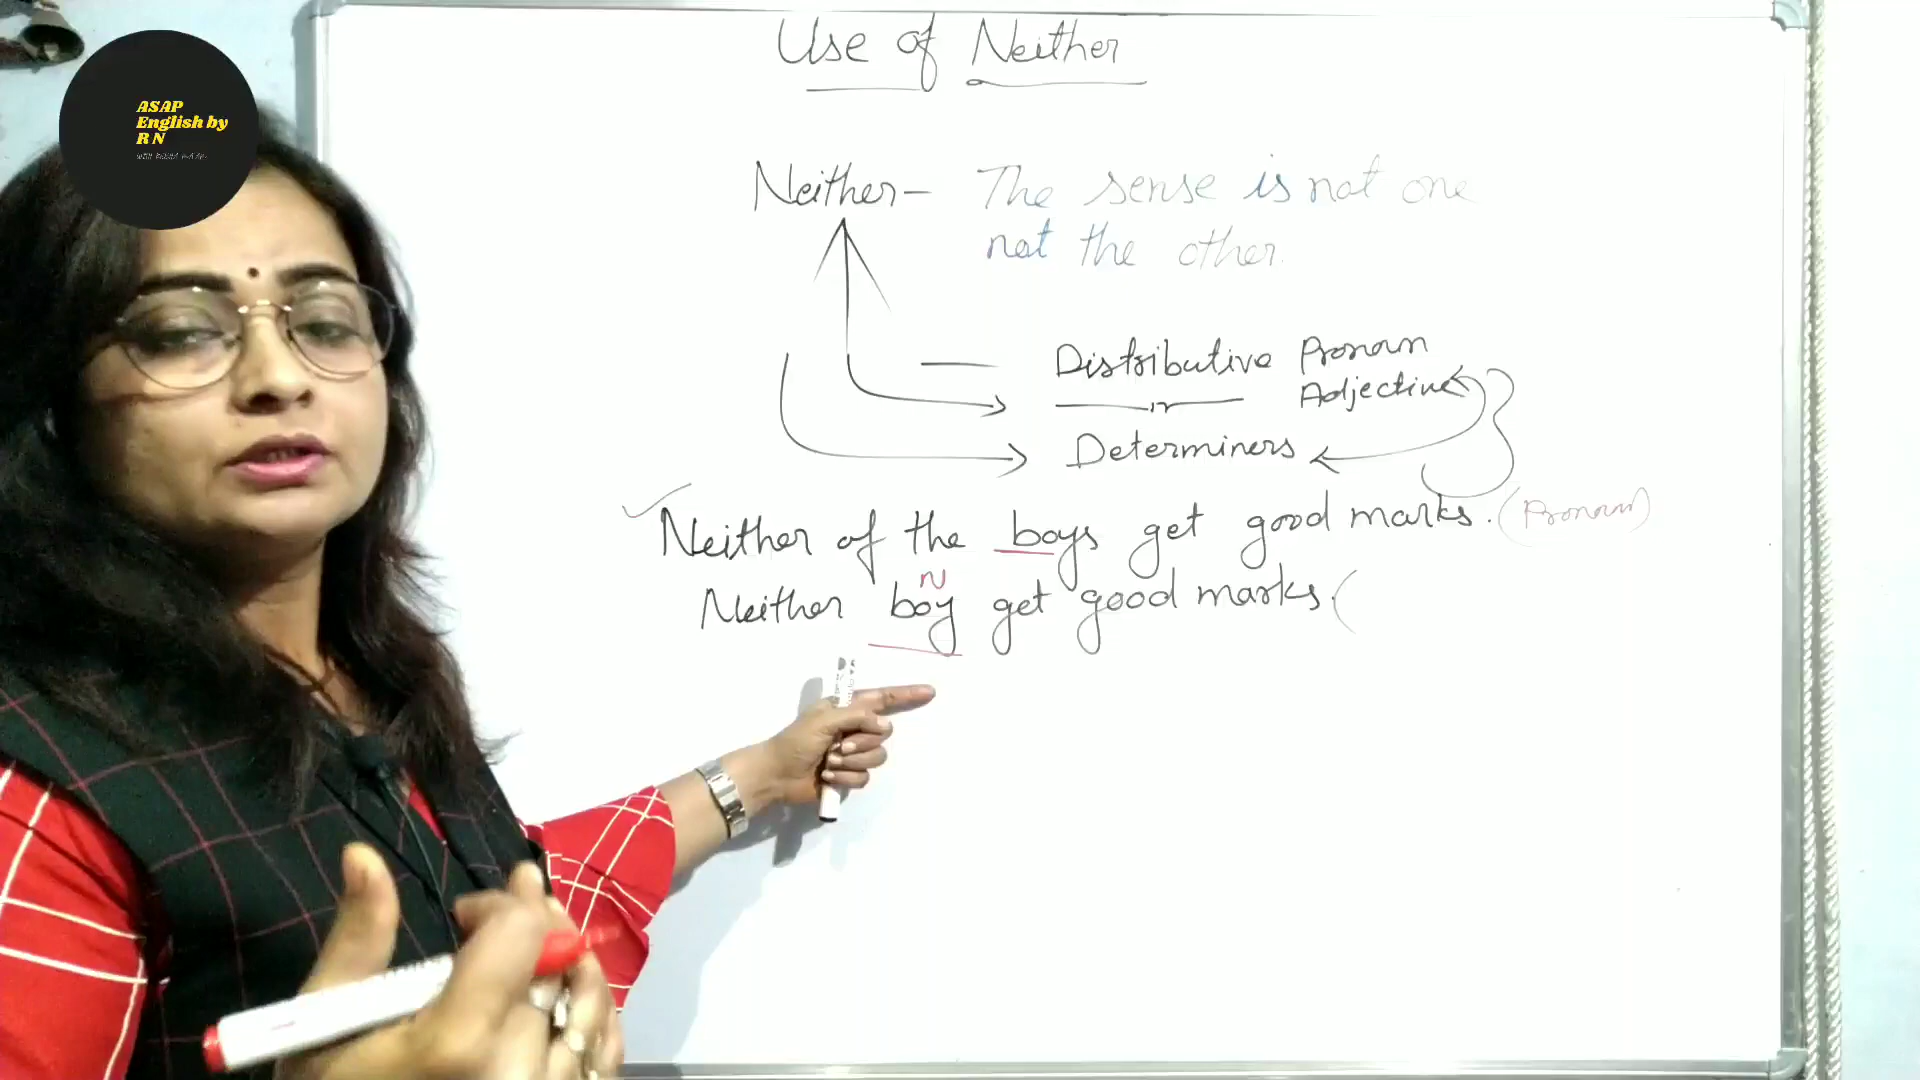 ASAP
English by
R N
Use of Neither
Neither – The sense is not one
not the other.
Distributive Pronoun
—〃— Adjective
Determiners
Neither of the boys get good marks. (Pronoun)
N
Neither boy get good marks. (